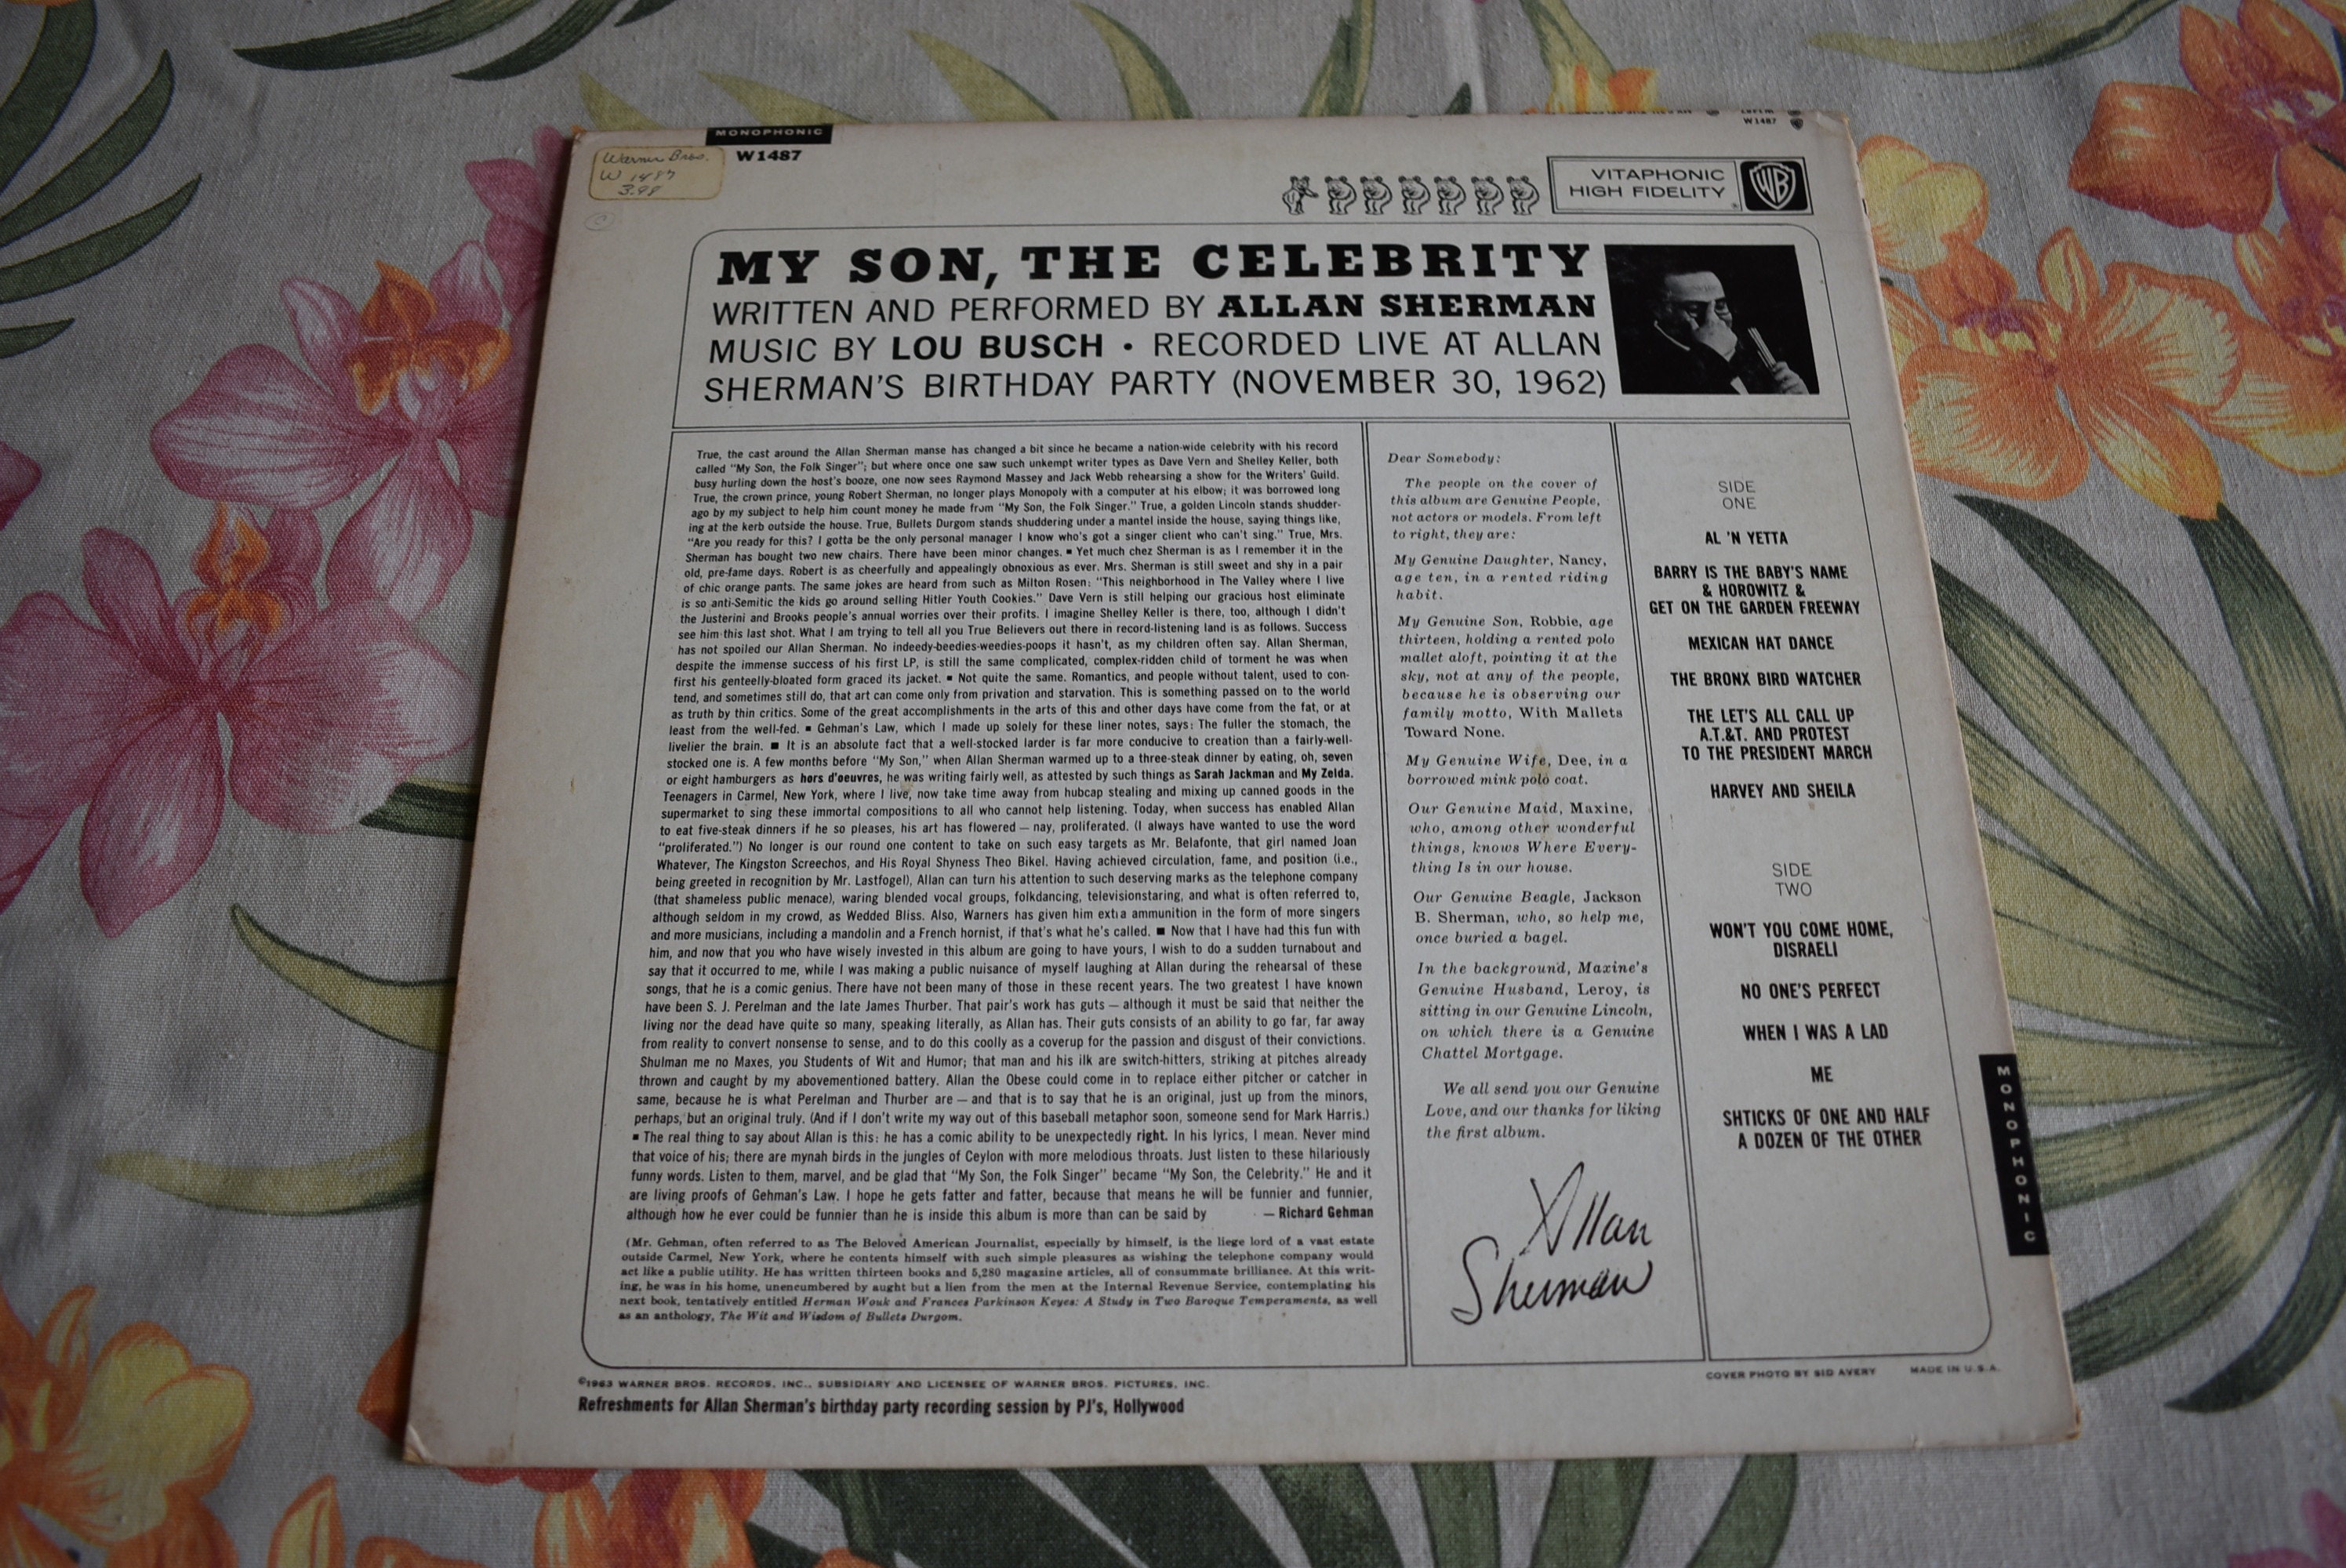 MONOPHONIC
W1487
Warner Bros.
W 1487
3.98
W1487
VITAPHONIC
HIGH FIDELITY
WB
MY SON, THE CELEBRITY
WRITTEN AND PERFORMED BY ALLAN SHERMAN
MUSIC BY LOU BUSCH • RECORDED LIVE AT ALLAN
SHERMAN'S BIRTHDAY PARTY (NOVEMBER 30, 1962)
True, the cast around the Allan Sherman manse has changed a bit since he became a nation-wide celebrity with his record
called "My Son, the Folk Singer"; but where once one saw such unkempt writer types as Dave Vern and Shelley Keller, both
busy hurling down the host's booze, one now sees Raymond Massey and Jack Webb rehearsing a show for the Writers' Guild.
True, the crown prince, young Robert Sherman, no longer plays Monopoly with a computer at his elbow; it was borrowed long
ago by my subject to help him count money he made from "My Son, the Folk Singer." True, a golden Lincoln stands shudder-
ing at the kerb outside the house. True, Bullets Durgom stands shuddering under a mantel inside the house, saying things like,
"Are you ready for this? I gotta be the only personal manager I know who's got a singer client who can't sing." True, Mrs.
Sherman has bought two new chairs. There have been minor changes. ▪ Yet much chez Sherman is as I remember it in the
old, pre-fame days. Robert is as cheerfully and appealingly obnoxious as ever. Mrs. Sherman is still sweet and shy in a pair
of chic orange pants. The same jokes are heard from such as Milton Rosen: "This neighborhood in The Valley where I live
is so anti-Semitic the kids go around selling Hitler Youth Cookies." Dave Vern is still helping our gracious host eliminate
the Justerini and Brooks people's annual worries over their profits. I imagine Shelley Keller is there, too, although I didn't
see him this last shot. What I am trying to tell all you True Believers out there in record-listening land is as follows. Success
has not spoiled our Allan Sherman. No indeedy-beedies-weedies-poops it hasn't, as my children often say. Allan Sherman,
despite the immense success of his first LP, is still the same complicated, complex-ridden child of torment he was when
first his genteelly-bloated form graced its jacket. ▪ Not quite the same. Romantics, and people without talent, used to con-
tend, and sometimes still do, that art can come only from privation and starvation. This is something passed on to the world
as truth by thin critics. Some of the great accomplishments in the arts of this and other days have come from the fat, or at
least from the well-fed. ▪ Gehman's Law, which I made up solely for these liner notes, says: The fuller the stomach, the
livelier the brain. ▪ It is an absolute fact that a well-stocked larder is far more conducive to creation than a fairly-well-
stocked one is. A few months before "My Son," when Allan Sherman warmed up to a three-steak dinner by eating, oh, seven
or eight hamburgers as hors d'oeuvres, he was writing fairly well, as attested by such things as Sarah Jackman and My Zelda.
Teenagers in Carmel, New York, where I live, now take time away from hubcap stealing and mixing up canned goods in the
supermarket to sing these immortal compositions to all who cannot help listening. Today, when success has enabled Allan
to eat five-steak dinners if he so pleases, his art has flowered — nay, proliferated. (I always have wanted to use the word
"proliferated.") No longer is our round one content to take on such easy targets as Mr. Belafonte, that girl named Joan
Whatever, The Kingston Screechos, and His Royal Shyness Theo Bikel. Having achieved circulation, fame, and position (i.e.,
being greeted in recognition by Mr. Lastfogel), Allan can turn his attention to such deserving marks as the telephone company
(that shameless public menace), waring blended vocal groups, folkdancing, televisionstaring, and what is often referred to,
although seldom in my crowd, as Wedded Bliss. Also, Warners has given him extra ammunition in the form of more singers
and more musicians, including a mandolin and a French hornist, if that's what he's called. ▪ Now that I have had this fun with
him, and now that you who have wisely invested in this album are going to have yours, I wish to do a sudden turnabout and
say that it occurred to me, while I was making a public nuisance of myself laughing at Allan during the rehearsal of these
songs, that he is a comic genius. There have not been many of those in these recent years. The two greatest I have known
have been S. J. Perelman and the late James Thurber. That pair's work has guts — although it must be said that neither the
living nor the dead have quite so many, speaking literally, as Allan has. Their guts consists of an ability to go far, far away
from reality to convert nonsense to sense, and to do this coolly as a coverup for the passion and disgust of their convictions.
Shulman me no Maxes, you Students of Wit and Humor; that man and his ilk are switch-hitters, striking at pitches already
thrown and caught by my abovementioned battery. Allan the Obese could come in to replace either pitcher or catcher in
same, because he is what Perelman and Thurber are — and that is to say that he is an original, just up from the minors,
perhaps, but an original truly. (And if I don't write my way out of this baseball metaphor soon, someone send for Mark Harris.)
▪ The real thing to say about Allan is this: he has a comic ability to be unexpectedly right. In his lyrics, I mean. Never mind
that voice of his; there are mynah birds in the jungles of Ceylon with more melodious throats. Just listen to these hilariously
funny words. Listen to them, marvel, and be glad that "My Son, the Folk Singer" became "My Son, the Celebrity." He and it
are living proofs of Gehman's Law. I hope he gets fatter and fatter, because that means he will be funnier and funnier,
although how he ever could be funnier than he is inside this album is more than can be said by — Richard Gehman
(Mr. Gehman, often referred to as The Beloved American Journalist, especially by himself, is the liege lord of a vast estate
outside Carmel, New York, where he contents himself with such simple pleasures as wishing the telephone company would
act like a public utility. He has written thirteen books and 5,280 magazine articles, all of consummate brilliance. At this writ-
ing, he was in his home, unencumbered by aught but a lien from the men at the Internal Revenue Service, contemplating his
next book, tentatively entitled Herman Wouk and Frances Parkinson Keyes: A Study in Two Baroque Temperaments, as well
as an anthology, The Wit and Wisdom of Bullets Durgom.
Dear Somebody:
The people on the cover of
this album are Genuine People,
not actors or models. From left
to right, they are:
My Genuine Daughter, Nancy,
age ten, in a rented riding
habit.
My Genuine Son, Robbie, age
thirteen, holding a rented polo
mallet aloft, pointing it at the
sky, not at any of the people,
because he is observing our
family motto, With Mallets
Toward None.
My Genuine Wife, Dee, in a
borrowed mink polo coat.
Our Genuine Maid, Maxine,
who, among other wonderful
things, knows Where Every-
thing Is in our house.
Our Genuine Beagle, Jackson
B. Sherman, who, so help me,
once buried a bagel.
In the background, Maxine's
Genuine Husband, Leroy, is
sitting in our Genuine Lincoln,
on which there is a Genuine
Chattel Mortgage.
We all send you our Genuine
Love, and our thanks for liking
the first album.
Allan
Sherman
SIDE
ONE
AL 'N YETTA
BARRY IS THE BABY'S NAME
& HOROWITZ &
GET ON THE GARDEN FREEWAY
MEXICAN HAT DANCE
THE BRONX BIRD WATCHER
THE LET'S ALL CALL UP
A.T.&T. AND PROTEST
TO THE PRESIDENT MARCH
HARVEY AND SHEILA
SIDE
TWO
WON'T YOU COME HOME,
DISRAELI
NO ONE'S PERFECT
WHEN I WAS A LAD
ME
SHTICKS OF ONE AND HALF
A DOZEN OF THE OTHER
MONOPHONIC
©1963 WARNER BROS. RECORDS, INC., SUBSIDIARY AND LICENSEE OF WARNER BROS. PICTURES, INC.
COVER PHOTO BY SID AVERY MADE IN U.S.A.
Refreshments for Allan Sherman's birthday party recording session by PJ's, Hollywood